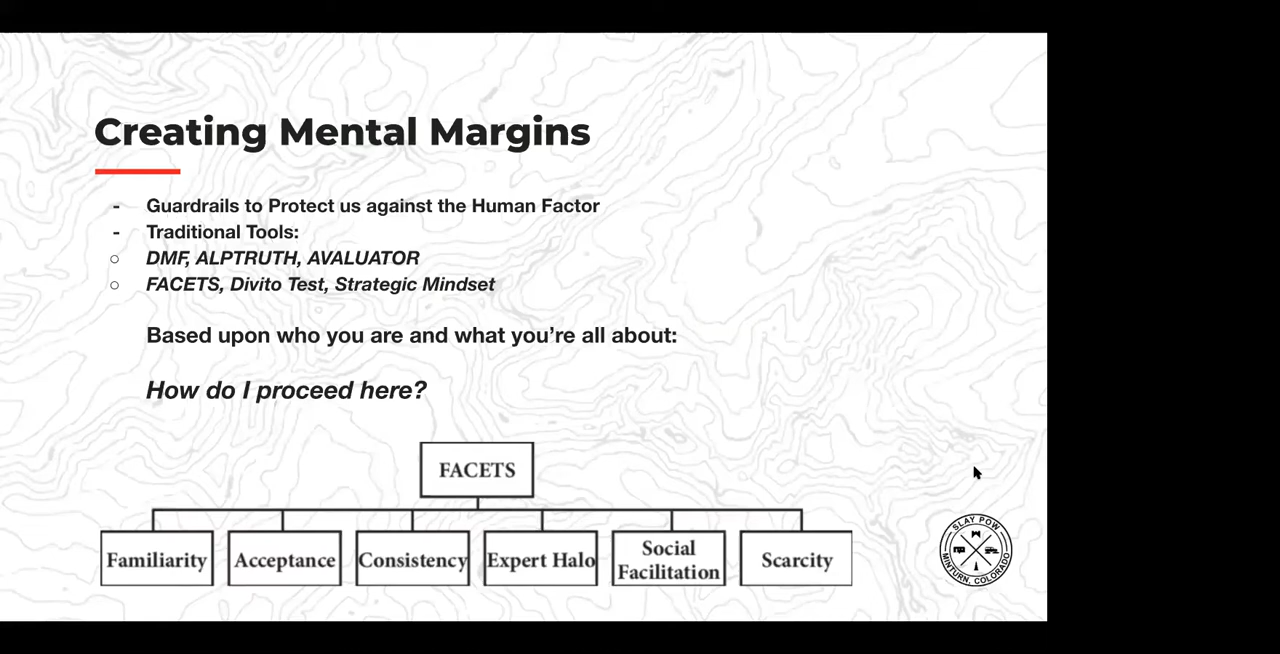 Creating Mental Margins
- Guardrails to Protect us against the Human Factor
- Traditional Tools:
○ DMF, ALPTRUTH, AVALUATOR
○ FACETS, Divito Test, Strategic Mindset
Based upon who you are and what you're all about:
How do I proceed here?
FACETS
Familiarity
Acceptance
Consistency
Expert Halo
Social
Facilitation
Scarcity
SLAY POW
MINTURN, COLORADO